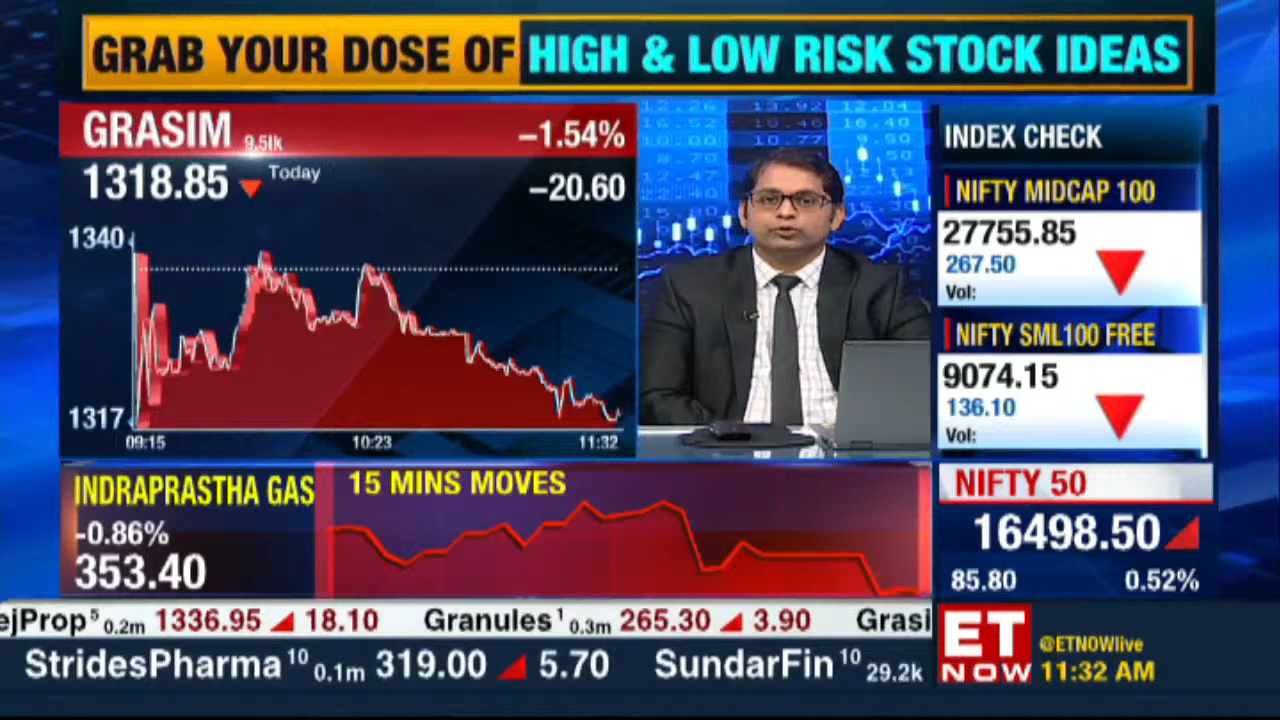 GRAB YOUR DOSE OF HIGH & LOW RISK STOCK IDEAS
GRASIM 9.5lk -1.54%
1318.85 Today -20.60
1340
1317
09:15 10:23 11:32
INDEX CHECK
NIFTY MIDCAP 100
27755.85
267.50
Vol:
NIFTY SML100 FREE
9074.15
136.10
Vol:
INDRAPRASTHA GAS
-0.86%
353.40
15 MINS MOVES
NIFTY 50
16498.50
85.80 0.52%
ejProp 5 0.2m 1336.95 18.10 Granules 1 0.3m 265.30 3.90 Grasi
StridesPharma 10 0.1m 319.00 5.70 SundarFin 10 29.2k
ET NOW
@ETNOWlive
11:32 AM